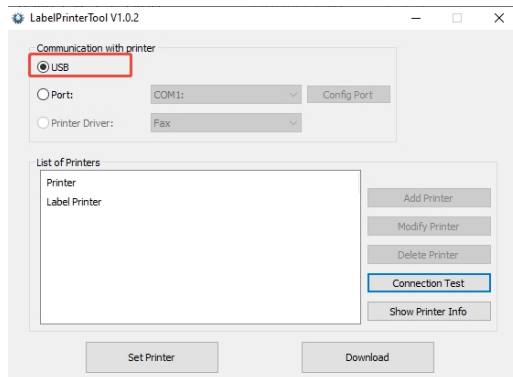 LabelPrinterTool V1.0.2
Communication with printer
USB
Port: COM1: Config Port
Printer Driver: Fax
List of Printers
Printer
Label Printer
Add Printer
Modify Printer
Delete Printer
Connection Test
Show Printer Info
Set Printer Download